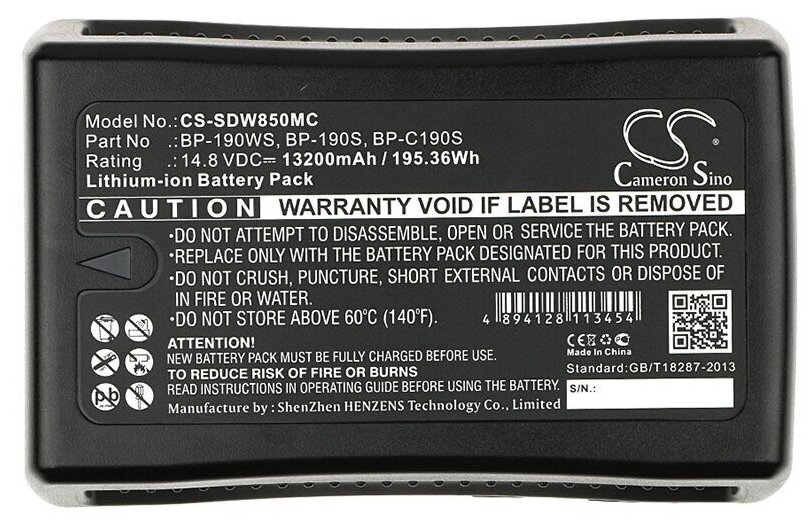 Model No.:CS-SDW850MC
Part No :BP-190WS, BP-190S, BP-C190S
Rating :14.8 VDC⎓ 13200mAh / 195.36Wh
Lithium-ion Battery Pack
CS
Cameron Sino
CAUTION WARRANTY VOID IF LABEL IS REMOVED
•DO NOT ATTEMPT TO DISASSEMBLE, OPEN OR SERVICE THE BATTERY PACK.
•REPLACE ONLY WITH THE BATTERY PACK DESIGNATED FOR THIS PRODUCT.
•DO NOT CRUSH, PUNCTURE, SHORT EXTERNAL CONTACTS OR DISPOSE OF
IN FIRE OR WATER.
•DO NOT STORE ABOVE 60°C (140°F).
4 894128 113454
ATTENTION!
NEW BATTERY PACK MUST BE FULLY CHARGED BEFORE USE
TO REDUCE RISK OF FIRE OR BURNS
READ INSTRUCTIONS IN OPERATING GUIDE BEFORE USING BATTERY
Manufacture by : ShenZhen HENZENS Technology Co., Limited
Pb
CE
Made In China
Standard:GB/T18287-2013
S/N.: